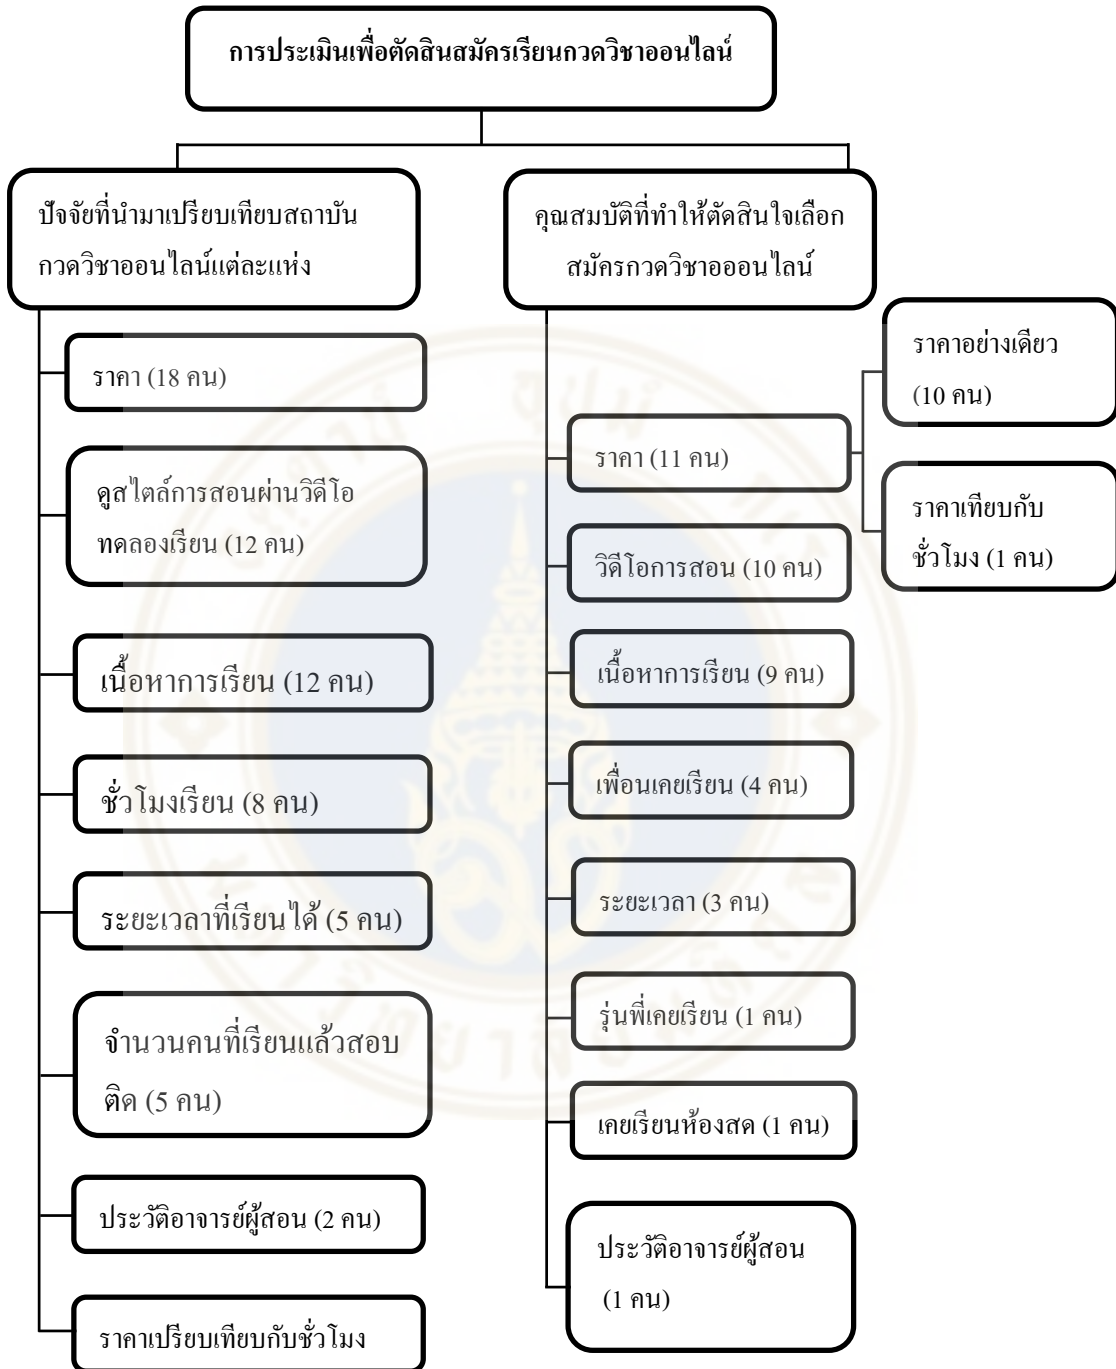 การประเมินเพื่อตัดสินสมัครเรียนกวดวิชาออนไลน์
ปัจจัยที่นำมาเปรียบเทียบสถาบัน
กวดวิชาออนไลน์แต่ละแห่ง
ราคา (18 คน)
ดูสไตล์การสอนผ่านวิดีโอ
ทดลองเรียน (12 คน)
เนื้อหาการเรียน (12 คน)
ชั่วโมงเรียน (8 คน)
ระยะเวลาที่เรียนได้ (5 คน)
จำนวนคนที่เรียนแล้วสอบ
ติด (5 คน)
ประวัติอาจารย์ผู้สอน (2 คน)
ราคาเปรียบเทียบกับชั่วโมง
คุณสมบัติที่ทำให้ตัดสินใจเลือก
สมัครกวดวิชาอออนไลน์
ราคา (11 คน)
ราคาอย่างเดียว
(10 คน)
ราคาเทียบกับ
ชั่วโมง (1 คน)
วิดีโอการสอน (10 คน)
เนื้อหาการเรียน (9 คน)
เพื่อนเคยเรียน (4 คน)
ระยะเวลา (3 คน)
รุ่นพี่เคยเรียน (1 คน)
เคยเรียนห้องสด (1 คน)
ประวัติอาจารย์ผู้สอน
(1 คน)